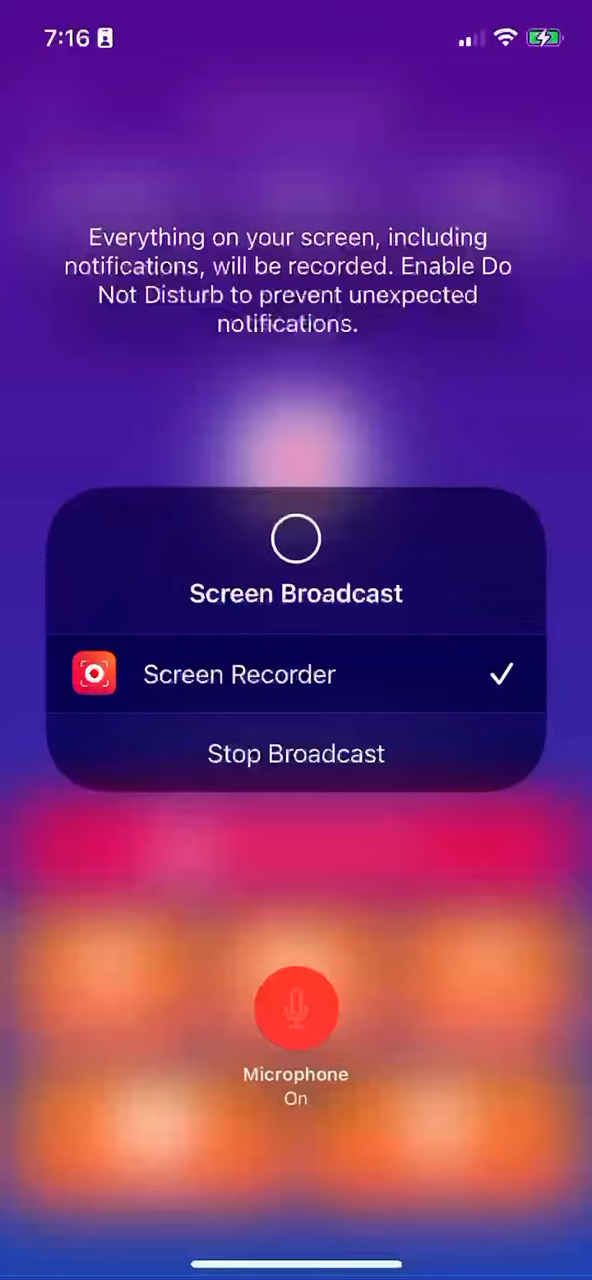 7:16
Everything on your screen, including
notifications, will be recorded. Enable Do
Not Disturb to prevent unexpected
notifications.
Screen Broadcast
Screen Recorder
Stop Broadcast
Microphone
On